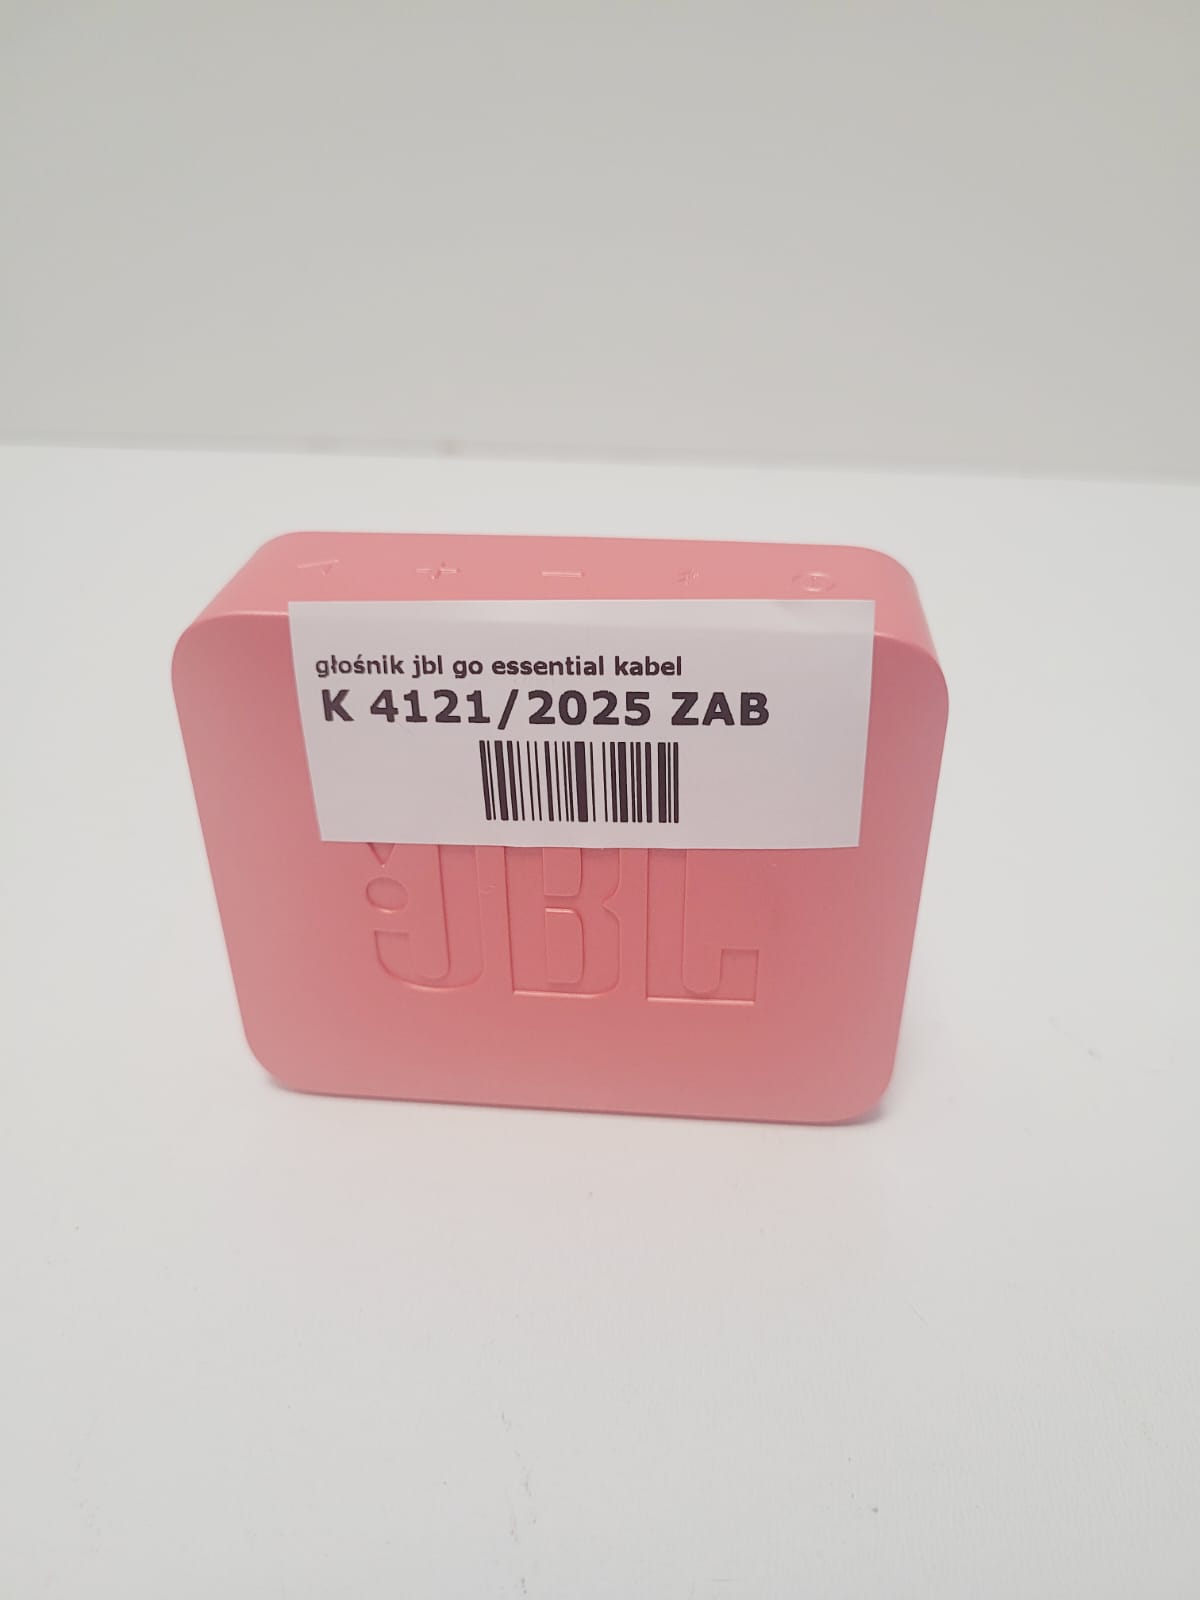 głośnik jbl go essential kabel
K 4121/2025 ZAB
JBL